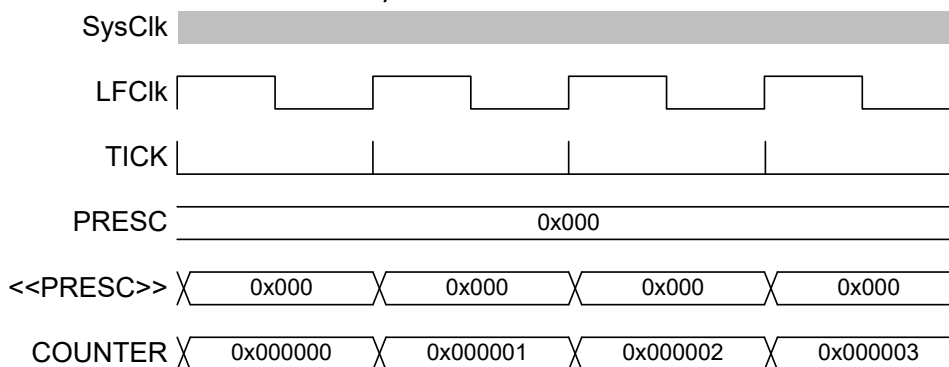 SysClk
LFClk
TICK
PRESC 0x000
<<PRESC>> 0x000 0x000 0x000 0x000
COUNTER 0x000000 0x000001 0x000002 0x000003